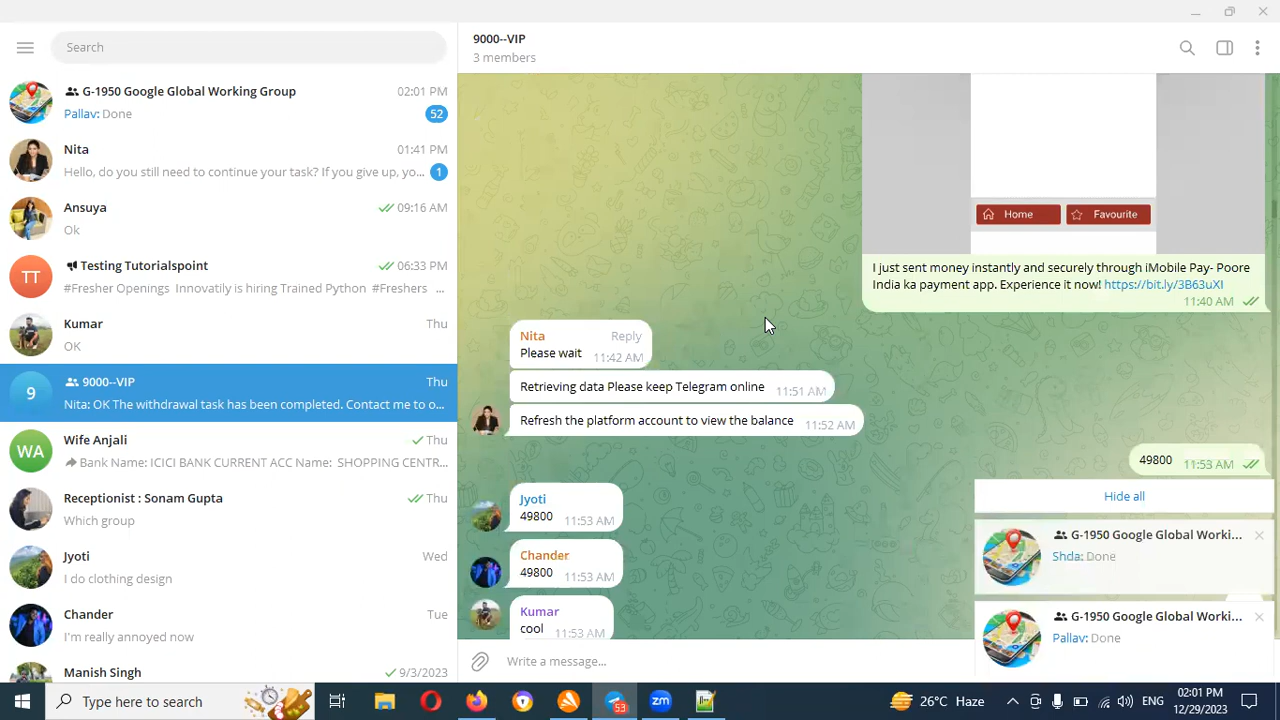 Search
G-1950 Google Global Working Group 02:01 PM
Pallav: Done 52
Nita 01:41 PM
Hello, do you still need to continue your task? If you give up, yo... 1
Ansuya 09:16 AM
Ok
TT Testing Tutorialspoint 06:33 PM
#Fresher Openings Innovatily is hiring Trained Python #Freshers ...
Kumar Thu
OK
9 9000--VIP Thu
Nita: OK The withdrawal task has been completed. Contact me to o...
WA Wife Anjali Thu
Bank Name: ICICI BANK CURRENT ACC Name: SHOPPING CENTR...
Receptionist : Sonam Gupta Thu
Which group
Jyoti Wed
I do clothing design
Chander Tue
I'm really annoyed now
Manish Singh 9/3/2023
9000--VIP
3 members
Home Favourite
I just sent money instantly and securely through iMobile Pay- Poore
India ka payment app. Experience it now! https://bit.ly/3B63uXI
11:40 AM
Nita Reply
Please wait 11:42 AM
Retrieving data Please keep Telegram online 11:51 AM
Refresh the platform account to view the balance 11:52 AM
49800 11:53 AM
Jyoti
49800 11:53 AM
Chander
49800 11:53 AM
Kumar
cool 11:53 AM
Hide all
G-1950 Google Global Worki...
Shda: Done
G-1950 Google Global Worki...
Pallav: Done
Write a message...
Type here to search
53
zm
26°C Haze
ENG
02:01 PM
12/29/2023